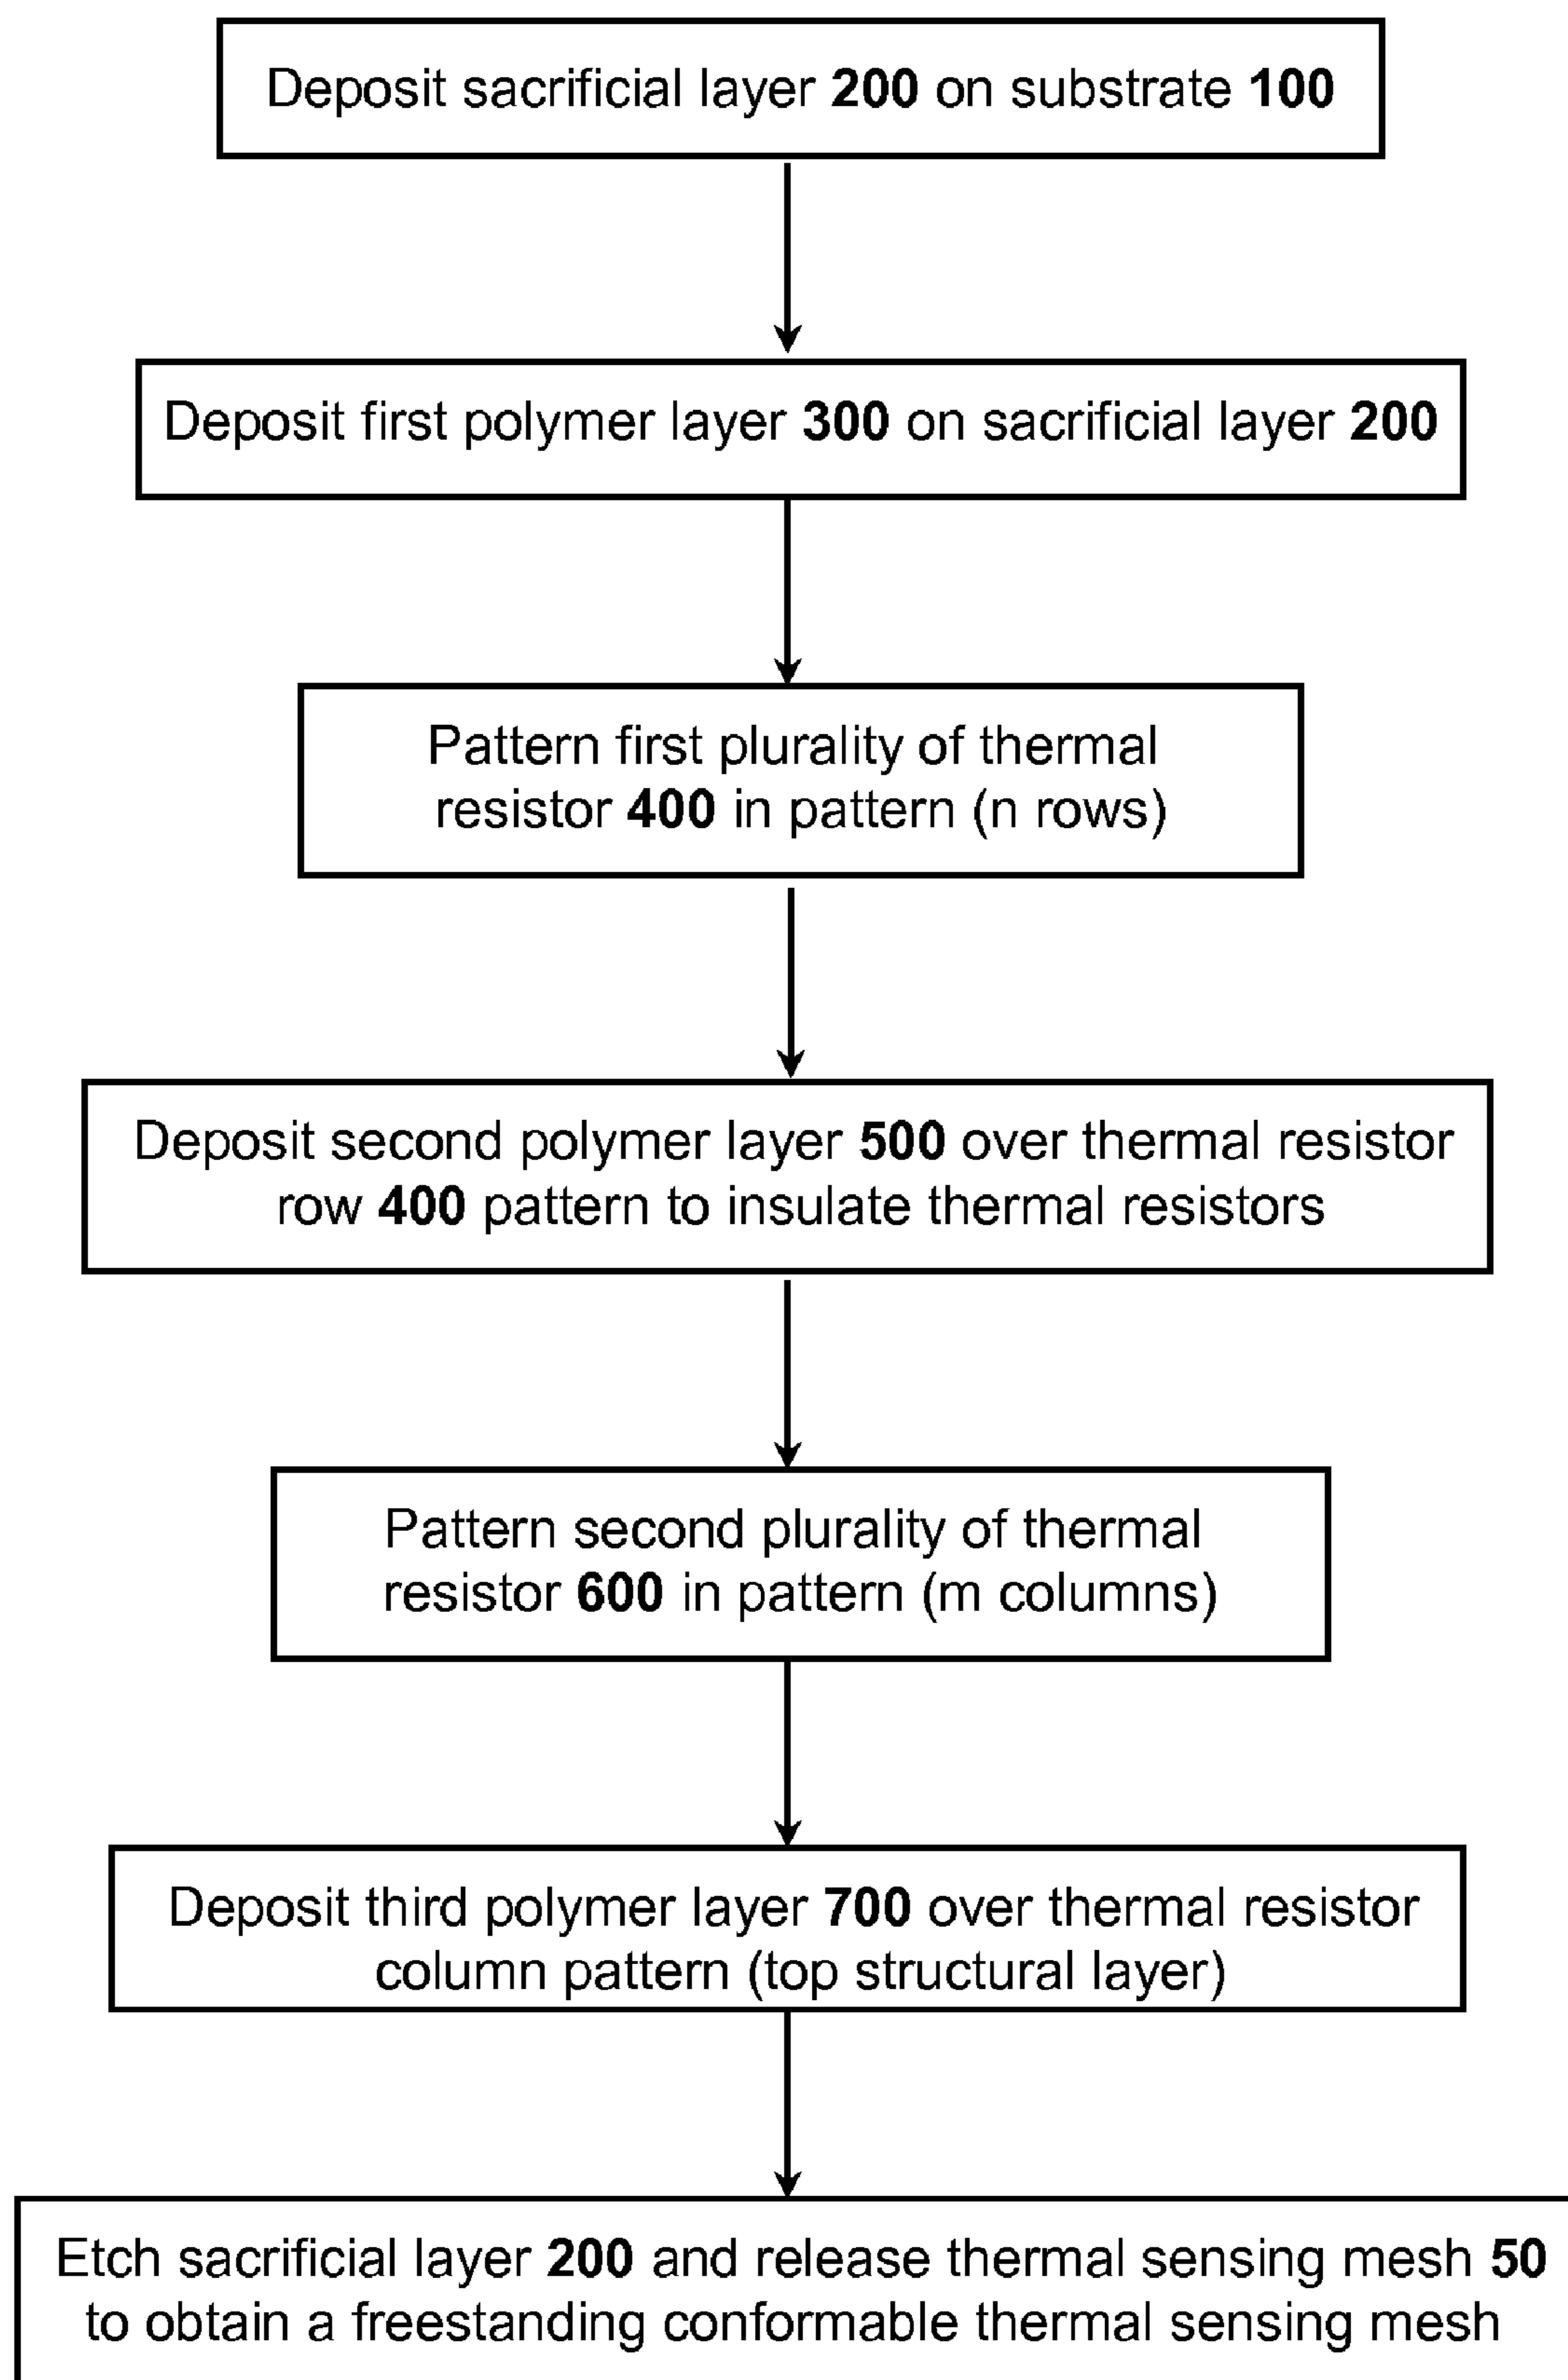 Deposit sacrificial layer 200 on substrate 100
Deposit first polymer layer 300 on sacrificial layer 200
Pattern first plurality of thermal
resistor 400 in pattern (n rows)
Deposit second polymer layer 500 over thermal resistor
row 400 pattern to insulate thermal resistors
Pattern second plurality of thermal
resistor 600 in pattern (m columns)
Deposit third polymer layer 700 over thermal resistor
column pattern (top structural layer)
Etch sacrificial layer 200 and release thermal sensing mesh 50
to obtain a freestanding conformable thermal sensing mesh